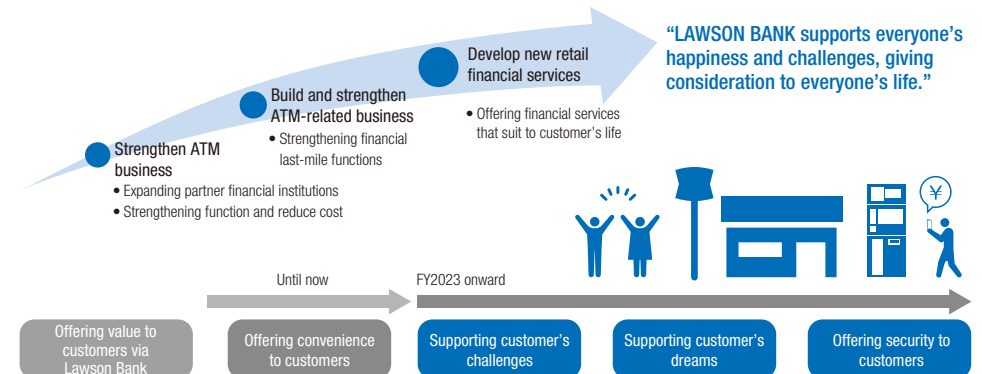 “LAWSON BANK supports everyone’s
happiness and challenges, giving
consideration to everyone’s life.”
Develop new retail
financial services
• Offering financial services
that suit to customer’s life
Build and strengthen
ATM-related business
• Strengthening financial
last-mile functions
Strengthen ATM
business
• Expanding partner financial institutions
• Strengthening function and reduce cost
¥
Until now
FY2023 onward
Offering value to
customers via
Lawson Bank
Offering convenience
to customers
Supporting customer’s
challenges
Supporting customer’s
dreams
Offering security to
customers